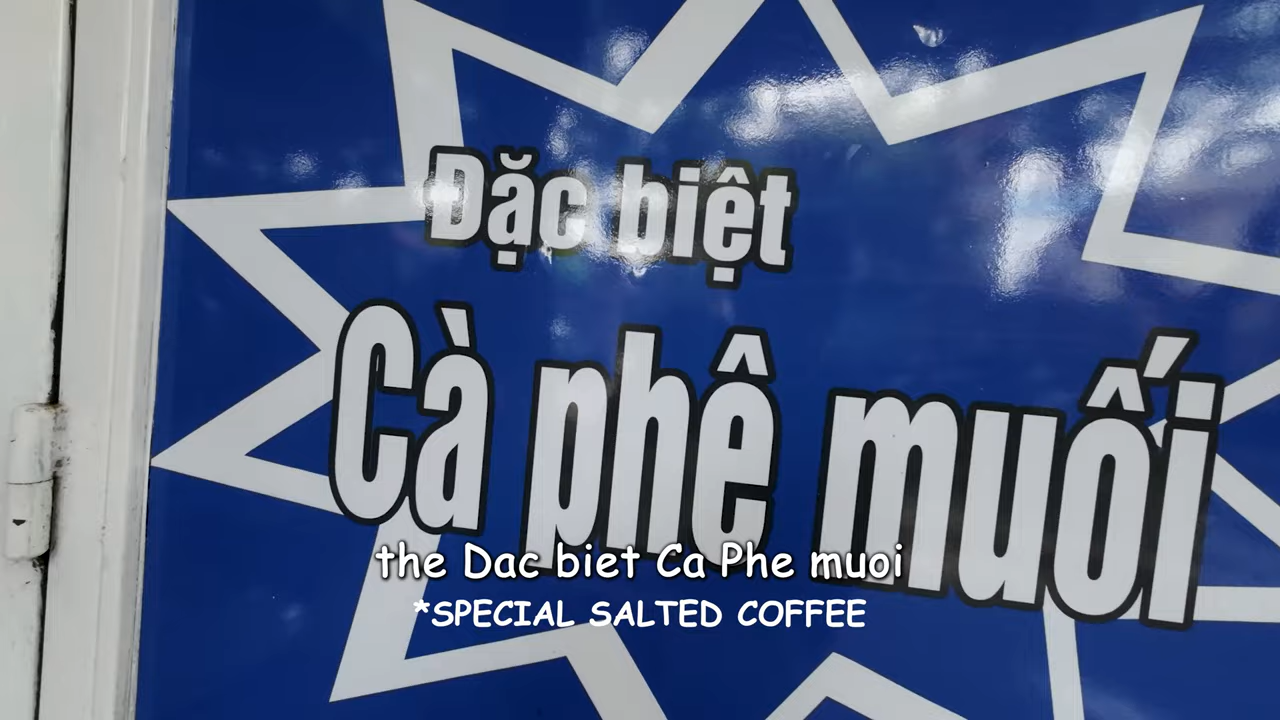 Đặc biệt
Cà phê muối
the Dac biet Ca Phe muoi
*SPECIAL SALTED COFFEE